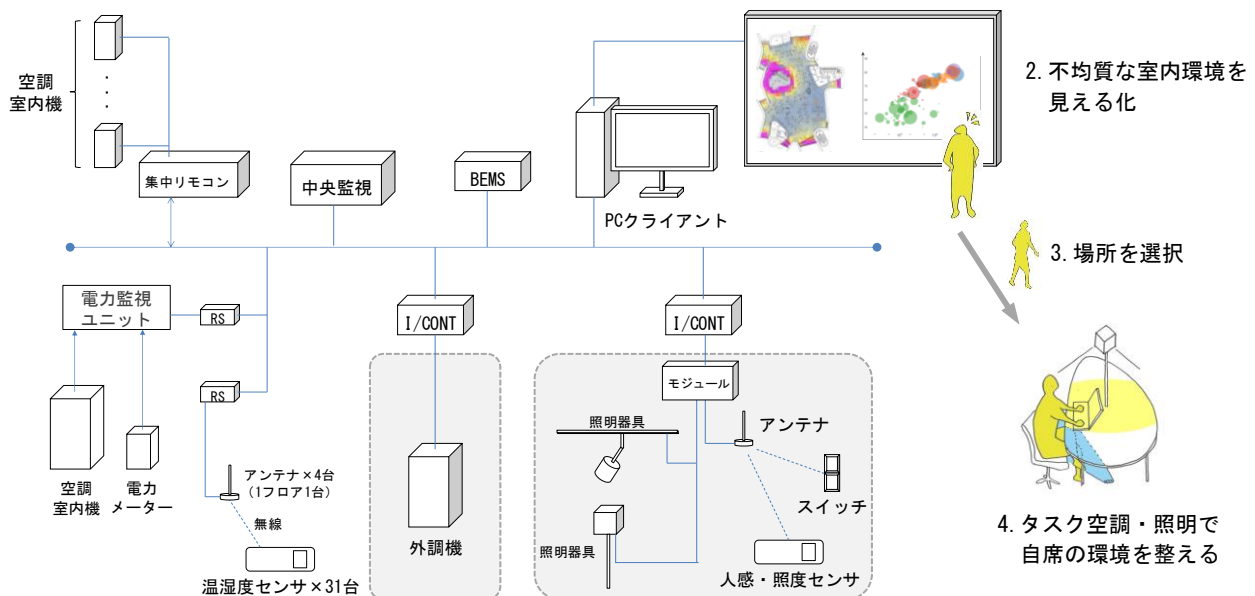 空調
室内機
集中リモコン
中央監視
BEMS
PCクライアント
2. 不均質な室内環境を
見える化
3. 場所を選択
電力監視
ユニット
RS
RS
I/CONT
I/CONT
モジュール
照明器具
アンテナ
スイッチ
照明器具
人感・照度センサ
外調機
空調
室内機
電力
メーター
アンテナ×4台
(1フロア1台)
無線
温湿度センサ×31台
4. タスク空調・照明で
自席の環境を整える